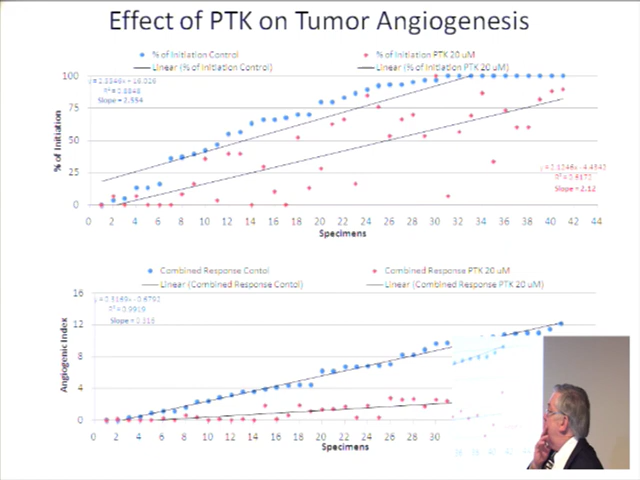 Effect of PTK on Tumor Angiogenesis
% of Initiation Control
% of Initiation PTK 20 uM
Linear (% of Initiation Control)
Linear (% of Initiation PTK 20 uM)
100
75
50
25
0
% of Initiation
Slope = 2.12
0 2 4 6 8 10 12 14 16 18 20 22 24 26 28 30 32 34 36 38 40 42 44
Specimens
Combined Response Contol
Combined Response PTK 20 uM
Linear (Combined Response Contol)
Linear (Combined Response PTK 20 uM)
16
12
8
4
0
Angiogenic Index
0 2 4 6 8 10 12 14 16 18 20 22 24 26 28 30
Specimens